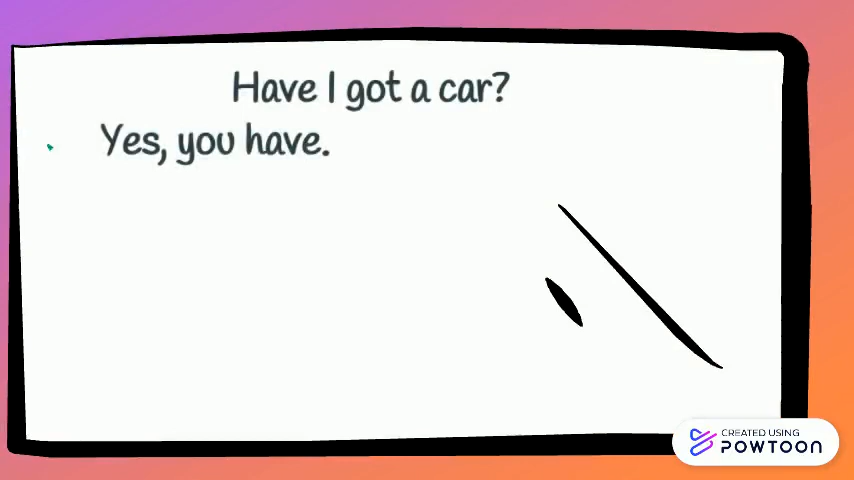 Have I got a car?
Yes, you have.
CREATED USING
POWTOON